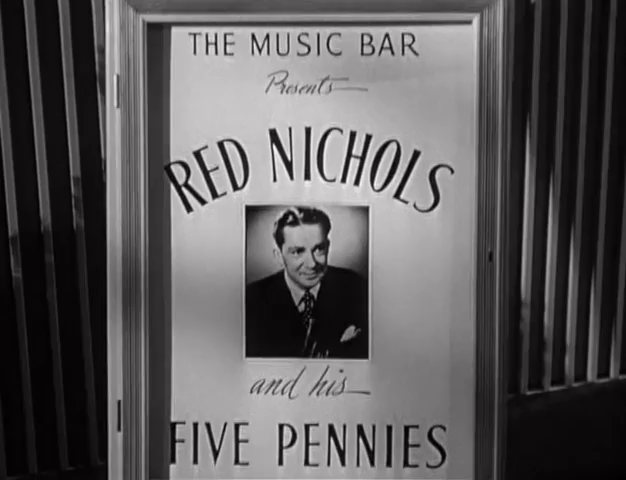 THE MUSIC BAR
Presents
RED NICHOLS
and his
FIVE PENNIES